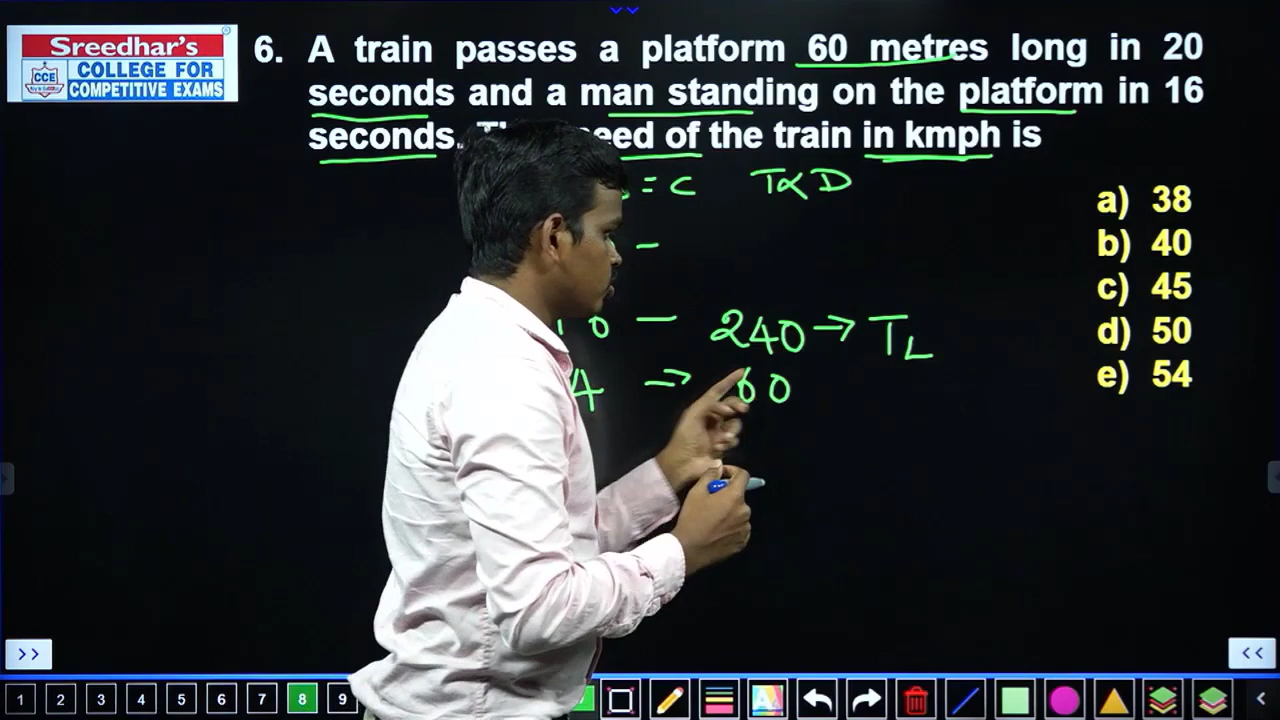 Sreedhar's
CCE
COLLEGE FOR
COMPETITIVE EXAMS
6. A train passes a platform 60 metres long in 20
seconds and a man standing on the platform in 16
seconds. eed of the train in kmph is
= C T∝D
a) 38
-
b) 40
c) 45
- 240 → TL
d) 50
4 → 60
e) 54
>>
<<
1 2 3 4 5 6 7 8 9
A